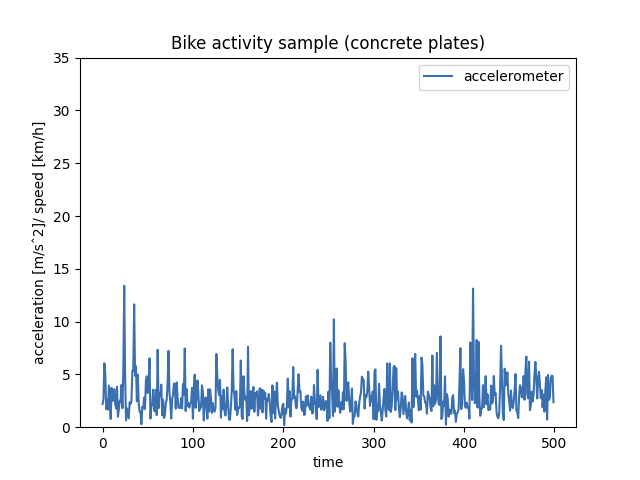 Bike activity sample (concrete plates)
accelerometer
acceleration [m/sˆ2]/ speed [km/h]
35
30
25
20
15
10
5
0
0 100 200 300 400 500
time